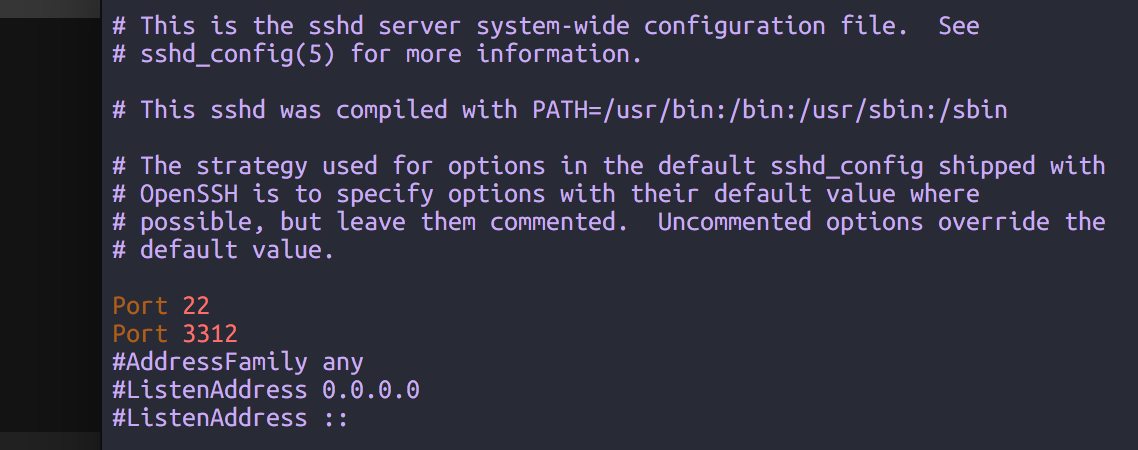 # This is the sshd server system-wide configuration file.  See
# sshd_config(5) for more information.
# This sshd was compiled with PATH=/usr/bin:/bin:/usr/sbin:/sbin
# The strategy used for options in the default sshd_config shipped with
# OpenSSH is to specify options with their default value where
# possible, but leave them commented.  Uncommented options override the
# default value.
Port 22
Port 3312
#AddressFamily any
#ListenAddress 0.0.0.0
#ListenAddress ::